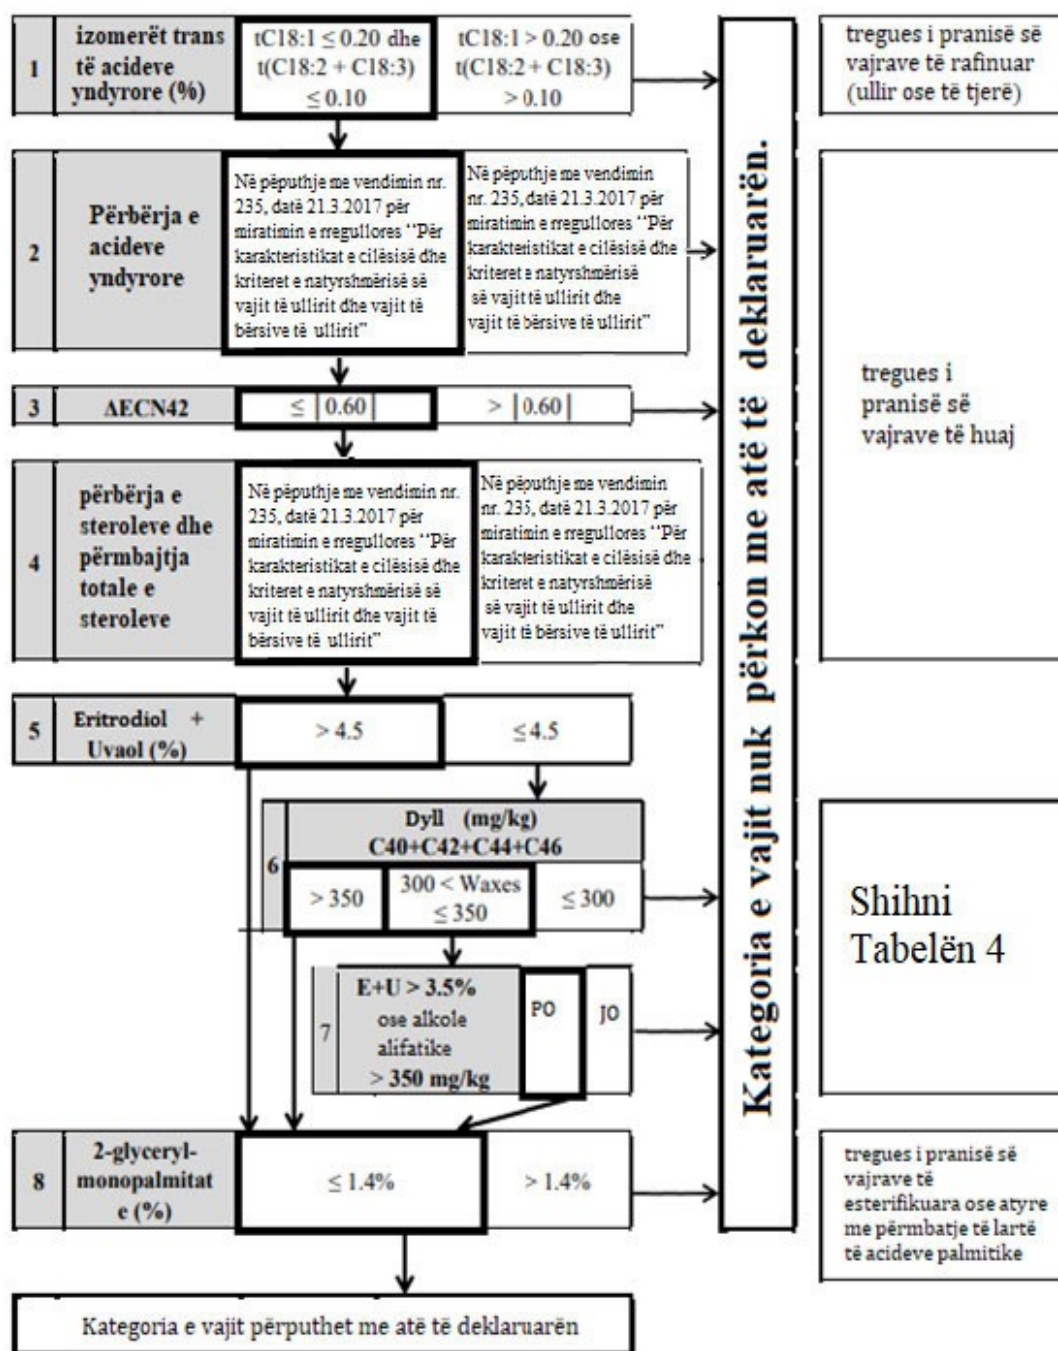 1
izomerët trans
të acideve
yndyrore (%)
tC18:1 ≤ 0.20 dhe
t(C18:2 + C18:3)
≤ 0.10
tC18:1 > 0.20 ose
t(C18:2 + C18:3)
> 0.10
tregues i pranisë së
vajrave të rafinuar
(ullir ose të tjerë)
2
Përbërja e
acideve
yndyrore
Në pëputhje me vendimin nr.
235, datë 21.3.2017 për
miratimin e rregullores ‘‘Për
karakteristikat e cilësisë dhe
kriteret e natyrshmërisë së
vajit të ullirit dhe vajit të
bërsive të ullirit”
Në pëputhje me vendimin
nr. 235, datë 21.3.2017 për
miratimin e rregullores ‘‘Për
karakteristikat e cilësisë dhe
kriteret e natyrshmërisë
së vajit të ullirit dhe
vajit të bërsive të ullirit”
3
ΔECN42
≤ |0.60|
> |0.60|
tregues i
pranisë së
vajrave të huaj
4
përbërja e
steroleve dhe
përmbajtja
totale e
steroleve
Në pëputhje me vendimin nr.
235, datë 21.3.2017 për
miratimin e rregullores ‘‘Për
karakteristikat e cilësisë dhe
kriteret e natyrshmërisë së
vajit të ullirit dhe vajit të
bërsive të ullirit”
Në pëputhje me vendimin
nr. 235, datë 21.3.2017 për
miratimin e rregullores ‘‘Për
karakteristikat e cilësisë dhe
kriteret e natyrshmërisë
së vajit të ullirit dhe
vajit të bërsive të ullirit”
5
Eritrodiol +
Uvaol (%)
> 4.5
≤ 4.5
6
Dyll (mg/kg)
C40+C42+C44+C46
> 350
300 < Waxes
≤ 350
≤ 300
Shihni
Tabelën 4
7
E+U > 3.5%
ose alkole
alifatike
> 350 mg/kg
PO
JO
8
2-glyceryl-
monopalmitat
e (%)
≤ 1.4%
> 1.4%
tregues i pranisë së
vajrave të
esterifikuara ose atyre
me përmbatje të lartë
të acideve palmitike
Kategoria e vajit nuk përkon me atë të deklaruarën.
Kategoria e vajit përputhet me atë të deklaruarën